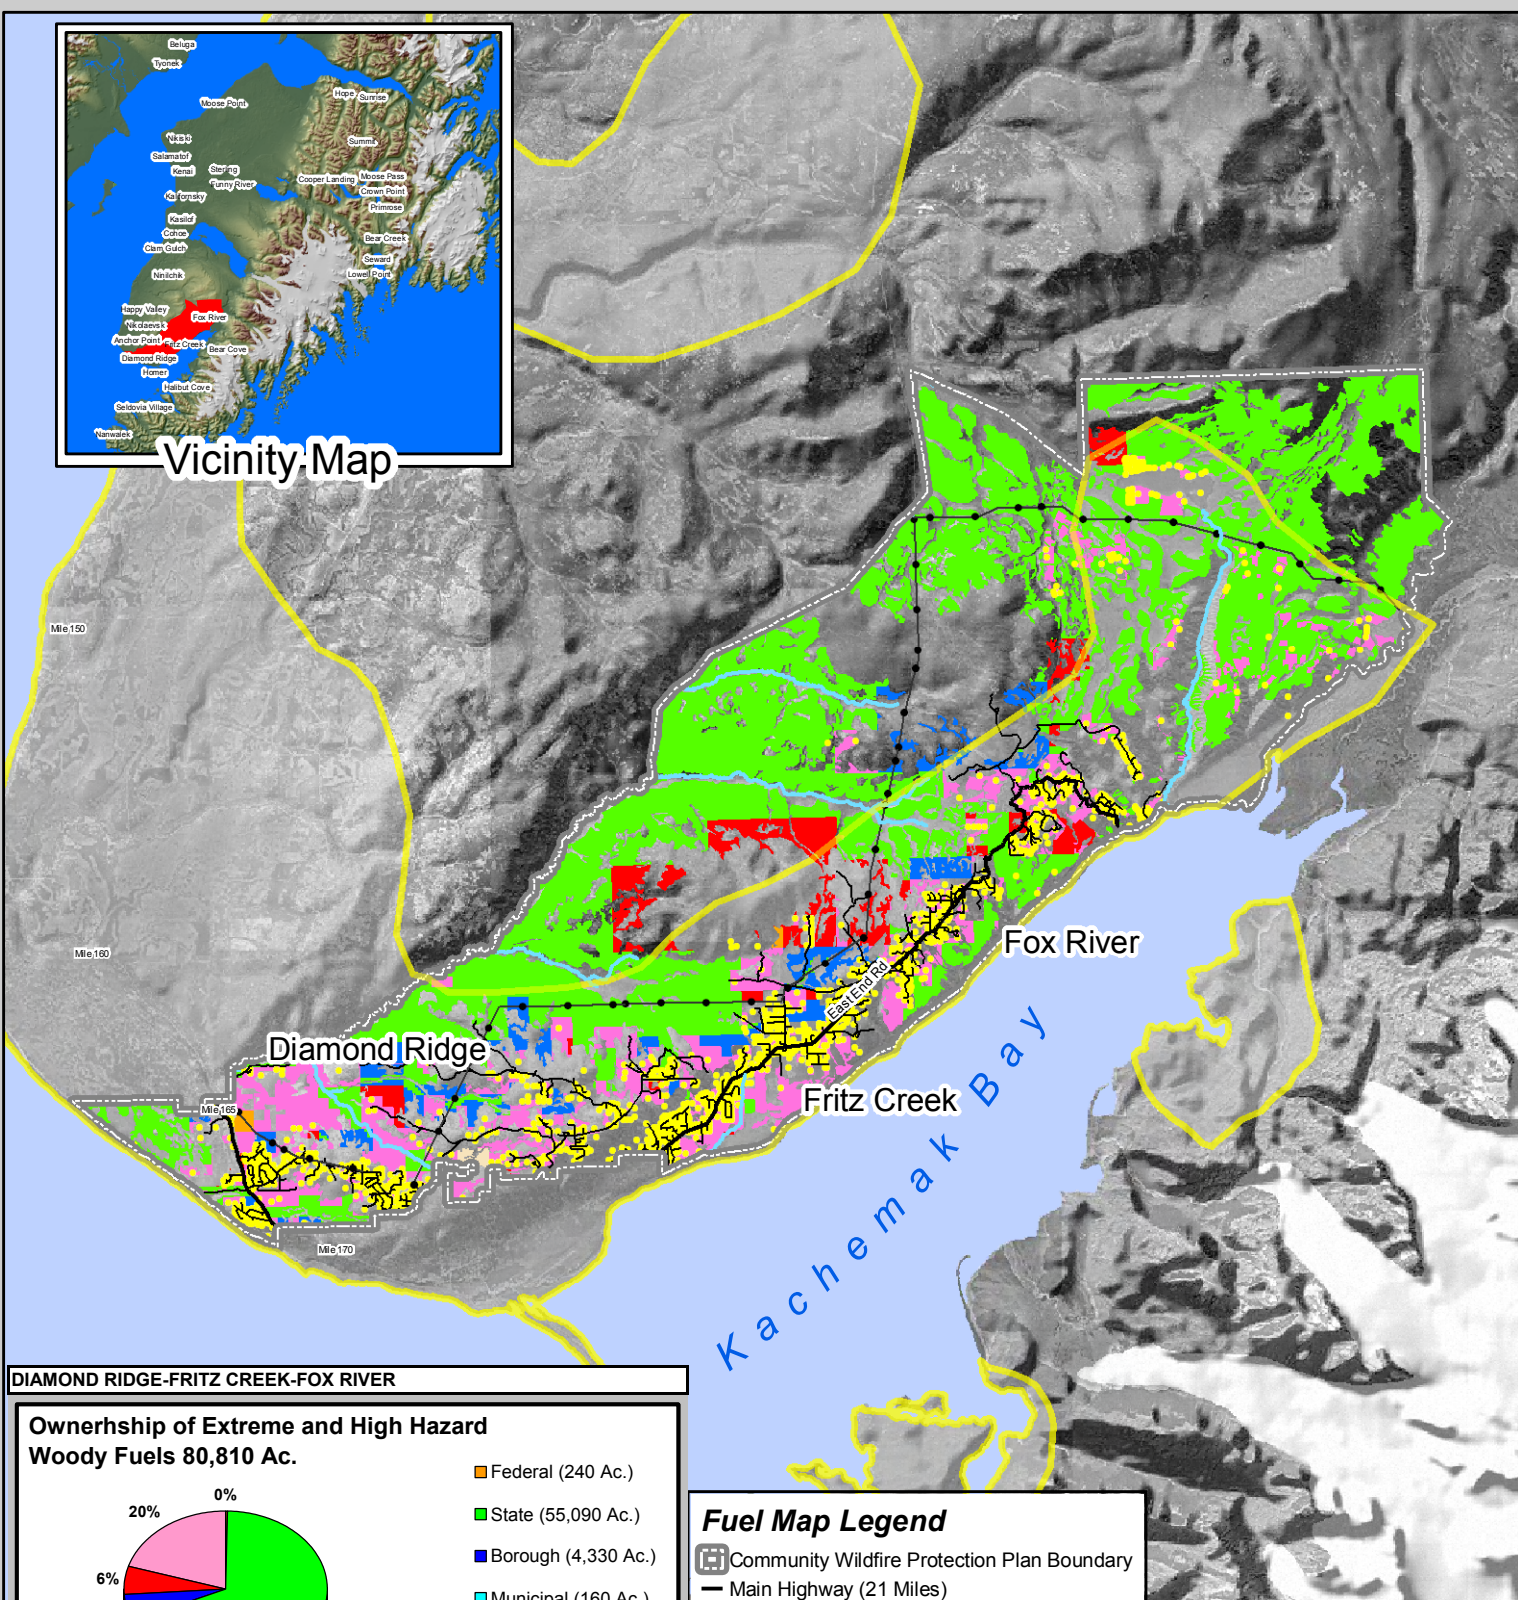 Beluga
Tyonek
Moose Point
Hope
Sunrise
Nikiski
Summit
Salamatof
Kenai
Sterling
Funny River
Cooper Landing
Moose Pass
Crown Point
Kalifornsky
Primrose
Kasilof
Cohoe
Clam Gulch
Bear Creek
Seward
Lowell Point
Ninilchik
Happy Valley
Fox River
Nikolaevsk
Anchor Point
Fritz Creek
Bear Cove
Diamond Ridge
Homer
Halibut Cove
Seldovia Village
Nanwalek
Vicinity Map
Mile 150
Mile 160
Fox River
East End Rd
Diamond Ridge
Fritz Creek
Mile 165
Kachemak Bay
Mile 170
DIAMOND RIDGE-FRITZ CREEK-FOX RIVER
Ownerhship of Extreme and High Hazard
Woody Fuels 80,810 Ac.
0%
20%
6%
Federal (240 Ac.)
State (55,090 Ac.)
Borough (4,330 Ac.)
Municipal (160 Ac.)
Fuel Map Legend
Community Wildfire Protection Plan Boundary
Main Highway (21 Miles)